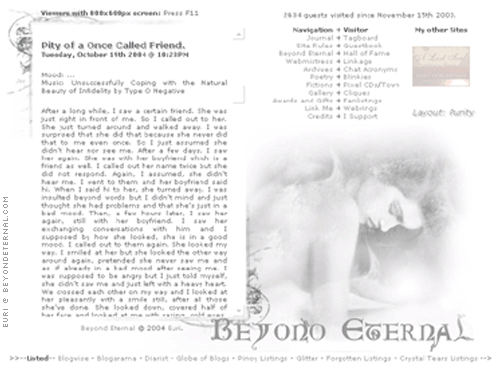 Viewers with 800x600px screen: Press F11
3634 guests visited since November 15th 2003.
Pity of a Once Called Friend.
Tuesday, October 19th 2004 @ 10:23PM
Mood: ...
Music: Unsuccessfully Coping with the Natural
Beauty of Infidelity by Type O Negative
After a long while, I saw a certain friend. She was
just right in front of me. So I called out to her.
She just turned around and walked away. I was
surprised that she did that because she never did
that to me even once. So I just assumed she
didn't hear nor see me. After a few days, I saw
her again. She was with her boyfriend which is a
friend as well. I called out her name twice but she
did not respond. Again, I assumed, she didn't
hear me. I went to them and her boyfriend said
hi. When I said hi to her, she turned away. I was
insulted beyond words but I didn't mind and just
thought she had problems and that she's just in a
bad mood. Then, a few hours later, I saw her
again, still with her boyfriend. I saw her
exchanging conversations with him and I
supposed by how she looked, she is in a good
mood. I called out to them again. She looked my
way. I smiled at her but she looked the other way
around again, pretended she never saw me and
as if already in a bad mood after seeing me. I
was supposed to be angry but I just told myself,
she didn't see me and just left with a heavy heart.
We crossed each other on my way and I looked at
her pleasantly with a smile still, after all those
she's done. She looked down, covered half of
her face and looked at me with
Navigation + Visitor
Journal + Tagboard
Site Rules + Guestbook
Beyond Eternal + Hall of Fame
Webmistress + Linkage
Archives + Chat Acronyms
Poetry + Blinkies
Fictions + Pixel CDs/Town
Gallery + Cliques
Awards and Gifts + Fanlistings
Link Me + Webrings
Credits + I Support
My other Sites
Layout: Purity
EURI @ BEYONDETERNAL.COM
Beyond Eternal © 2004 Euri.
Beyond Eternal
>>--Listed-- Blogwise • Blogarama • Diarist • Globe of Blogs • Pinoy Listings • Glitter • Forgotten Listings • Crystal Tears Listings --->>